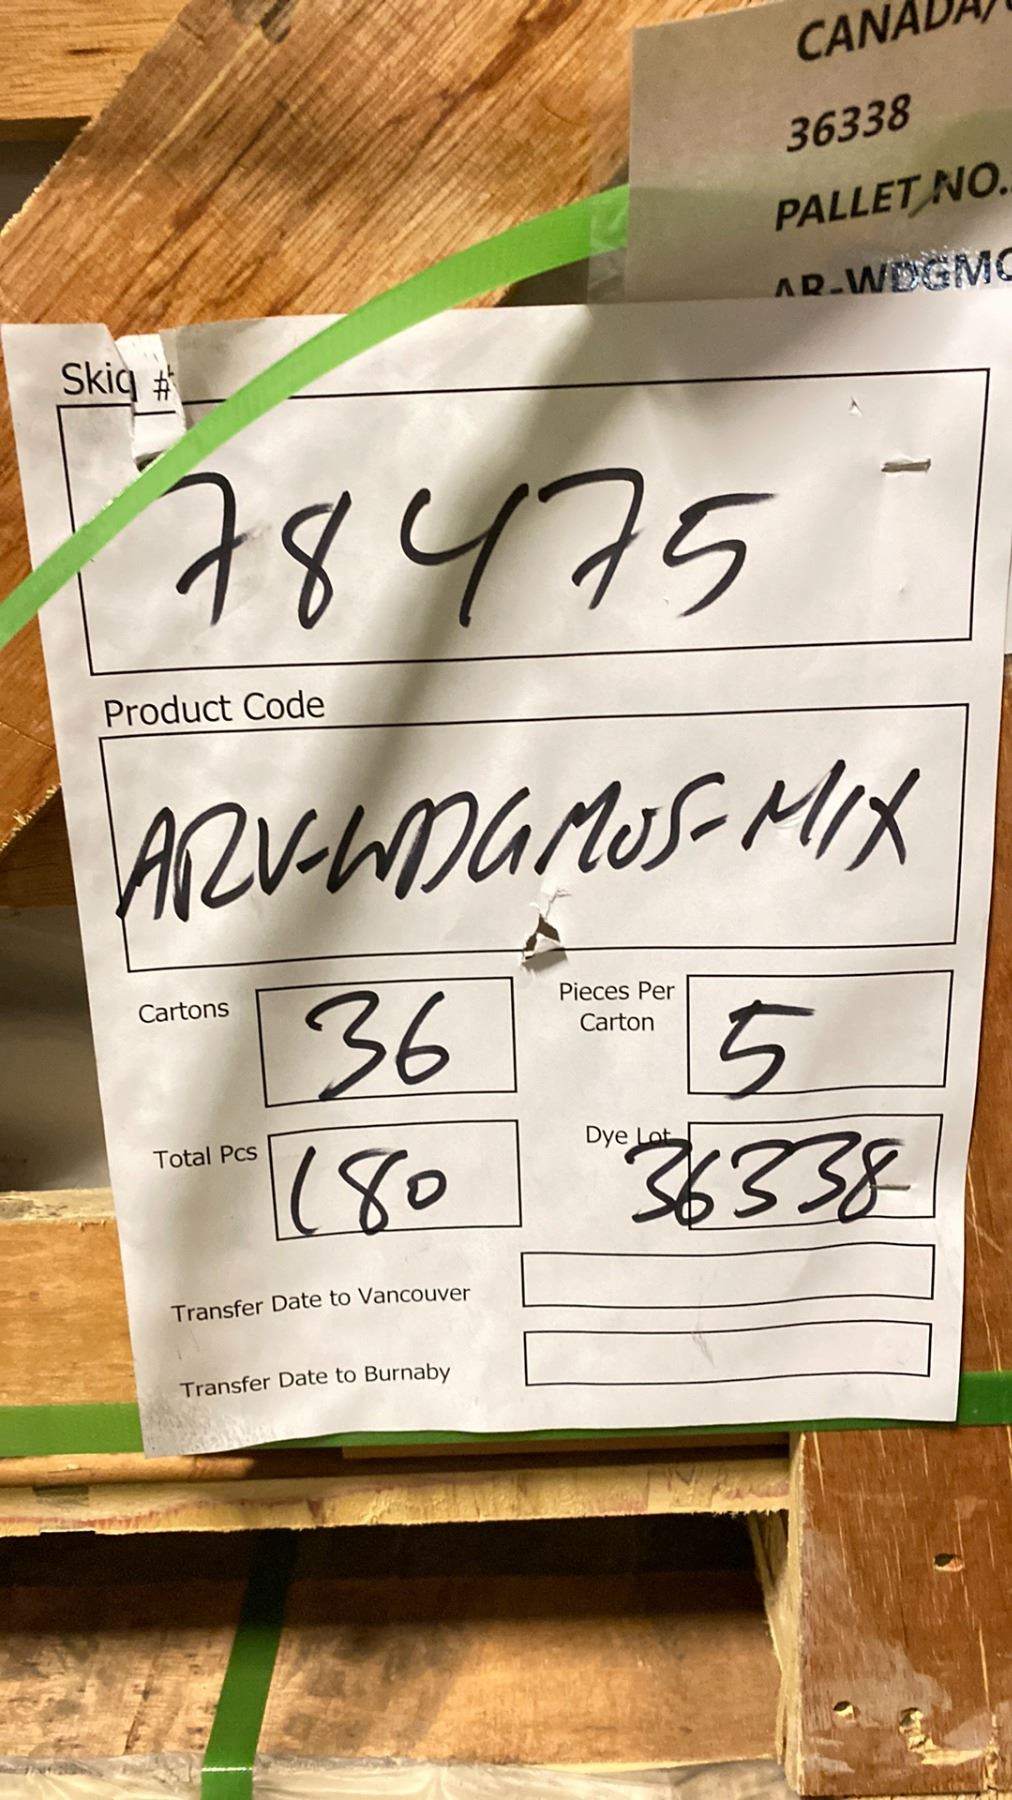 CANADA/
36338
PALLET NO.
AR-WDGMO
Skid #
78475
Product Code
ARV-WDGMOS-MIX
Cartons 36 Pieces Per Carton 5
Total Pcs 180 Dye Lot 36338
Transfer Date to Vancouver
Transfer Date to Burnaby